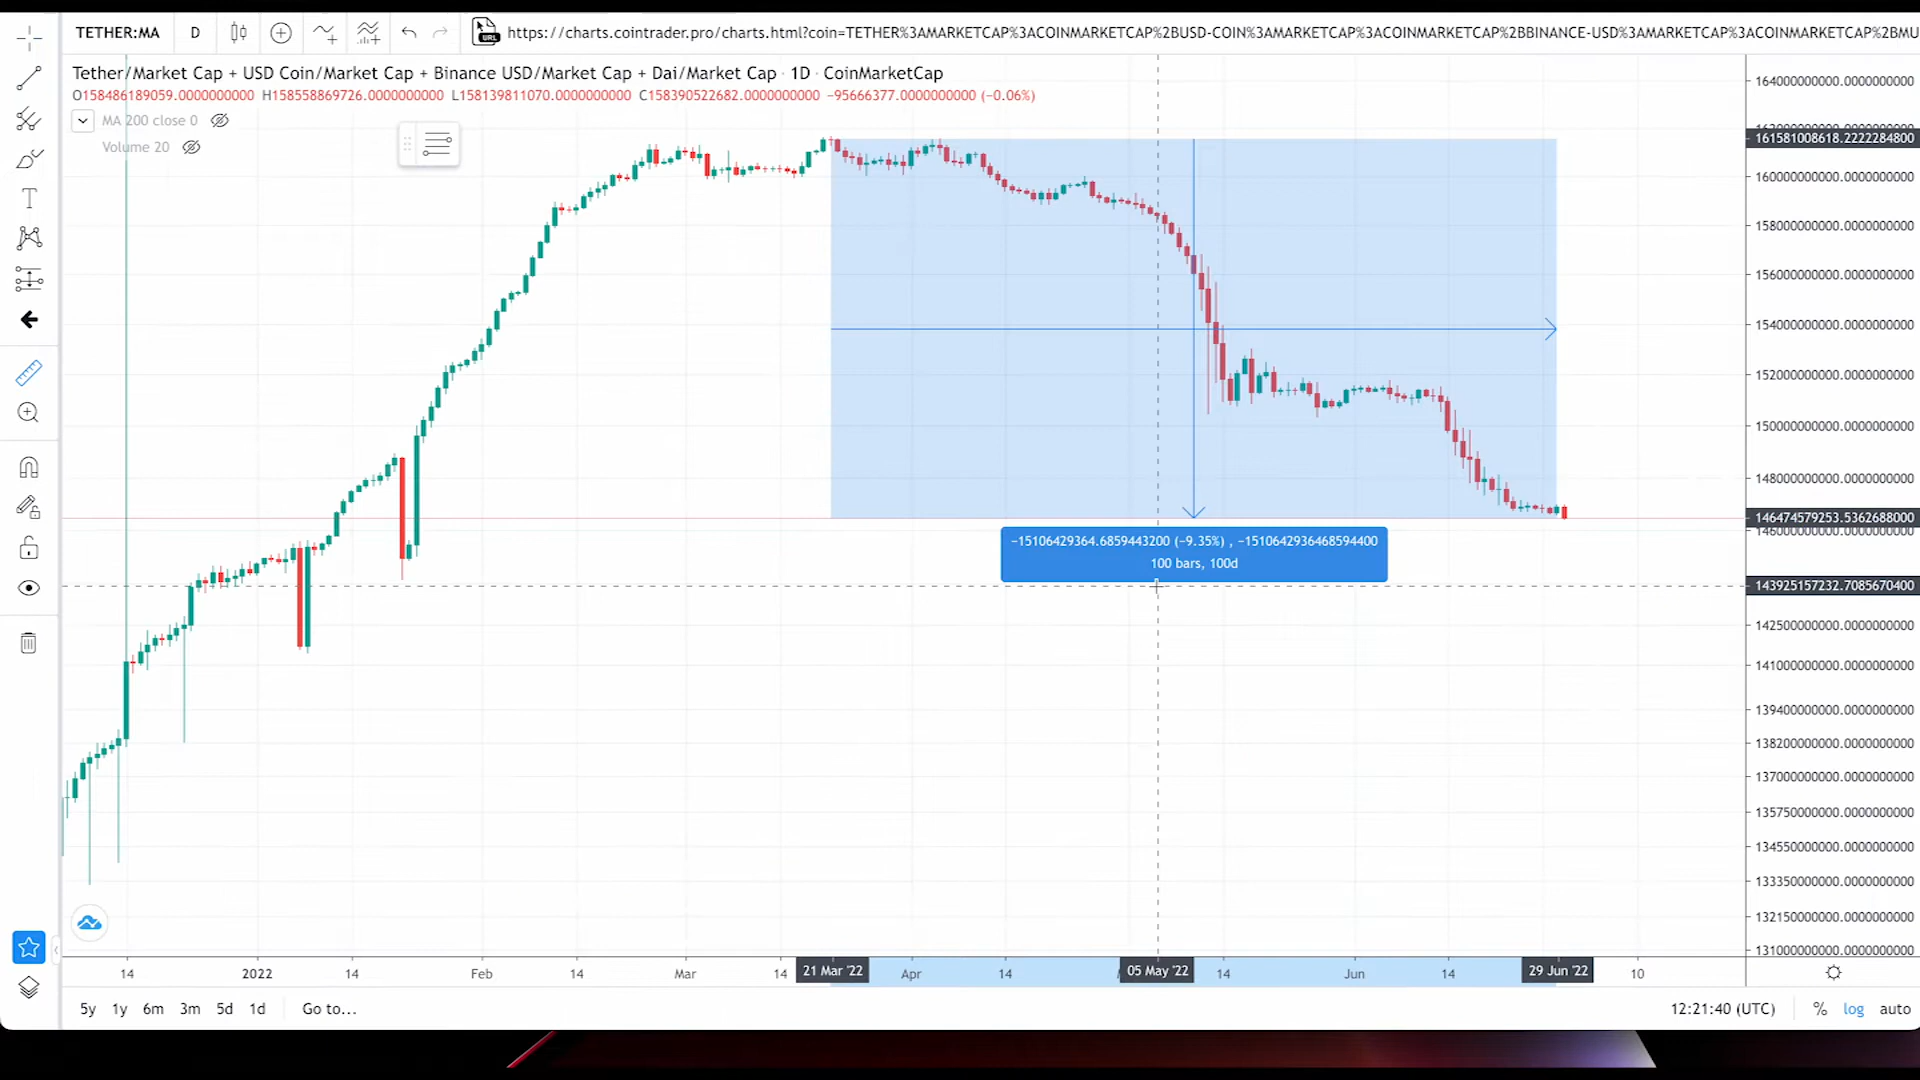 TETHER:MA D https://charts.cointrader.pro/charts.html?coin=TETHER%3AMARKETCAP%3ACOINMARKETCAP%2BUSD-COIN%3AMARKETCAP%3ACOINMARKETCAP%2BBINANCE-USD%3AMARKETCAP%3ACOINMARKETCAP%2BMU
URL
Tether/Market Cap + USD Coin/Market Cap + Binance USD/Market Cap + Dai/Market Cap · 1D · CoinMarketCap
O158486189059.0000000000 H158558869726.0000000000 L158139811070.0000000000 C158390522682.0000000000 −95666377.0000000000 (−0.06%)
MA 200 close 0
Volume 20
164000000000.0000000000
161581008618.2222284800
160000000000.0000000000
158000000000.0000000000
156000000000.0000000000
154000000000.0000000000
152000000000.0000000000
150000000000.0000000000
148000000000.0000000000
146474579253.5362688000
143925157232.7085670400
142500000000.0000000000
141000000000.0000000000
139400000000.0000000000
138200000000.0000000000
137000000000.0000000000
135750000000.0000000000
134550000000.0000000000
133350000000.0000000000
132150000000.0000000000
131000000000.0000000000
−15106429364.6859443200 (−9.35%) , −1510642936468594400
100 bars, 100d
14 2022 14 Feb 14 Mar 14 21 Mar '22 Apr 14 05 May '22 14 Jun 14 29 Jun '22 10
5y 1y 6m 3m 5d 1d Go to... 12:21:40 (UTC) % log auto